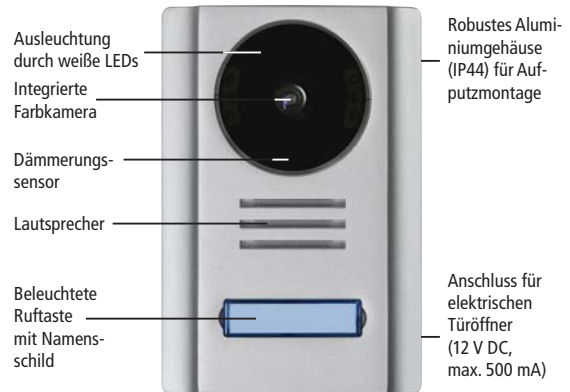 Ausleuchtung
durch weiße LEDs
Integrierte
Farbkamera
Dämmerungs-
sensor
Lautsprecher
Beleuchtete
Ruftaste
mit Namens-
schild
Robustes Alumi-
niumgehäuse
(IP44) für Auf-
putzmontage
Anschluss für
elektrischen
Türöffner
(12 V DC,
max. 500 mA)